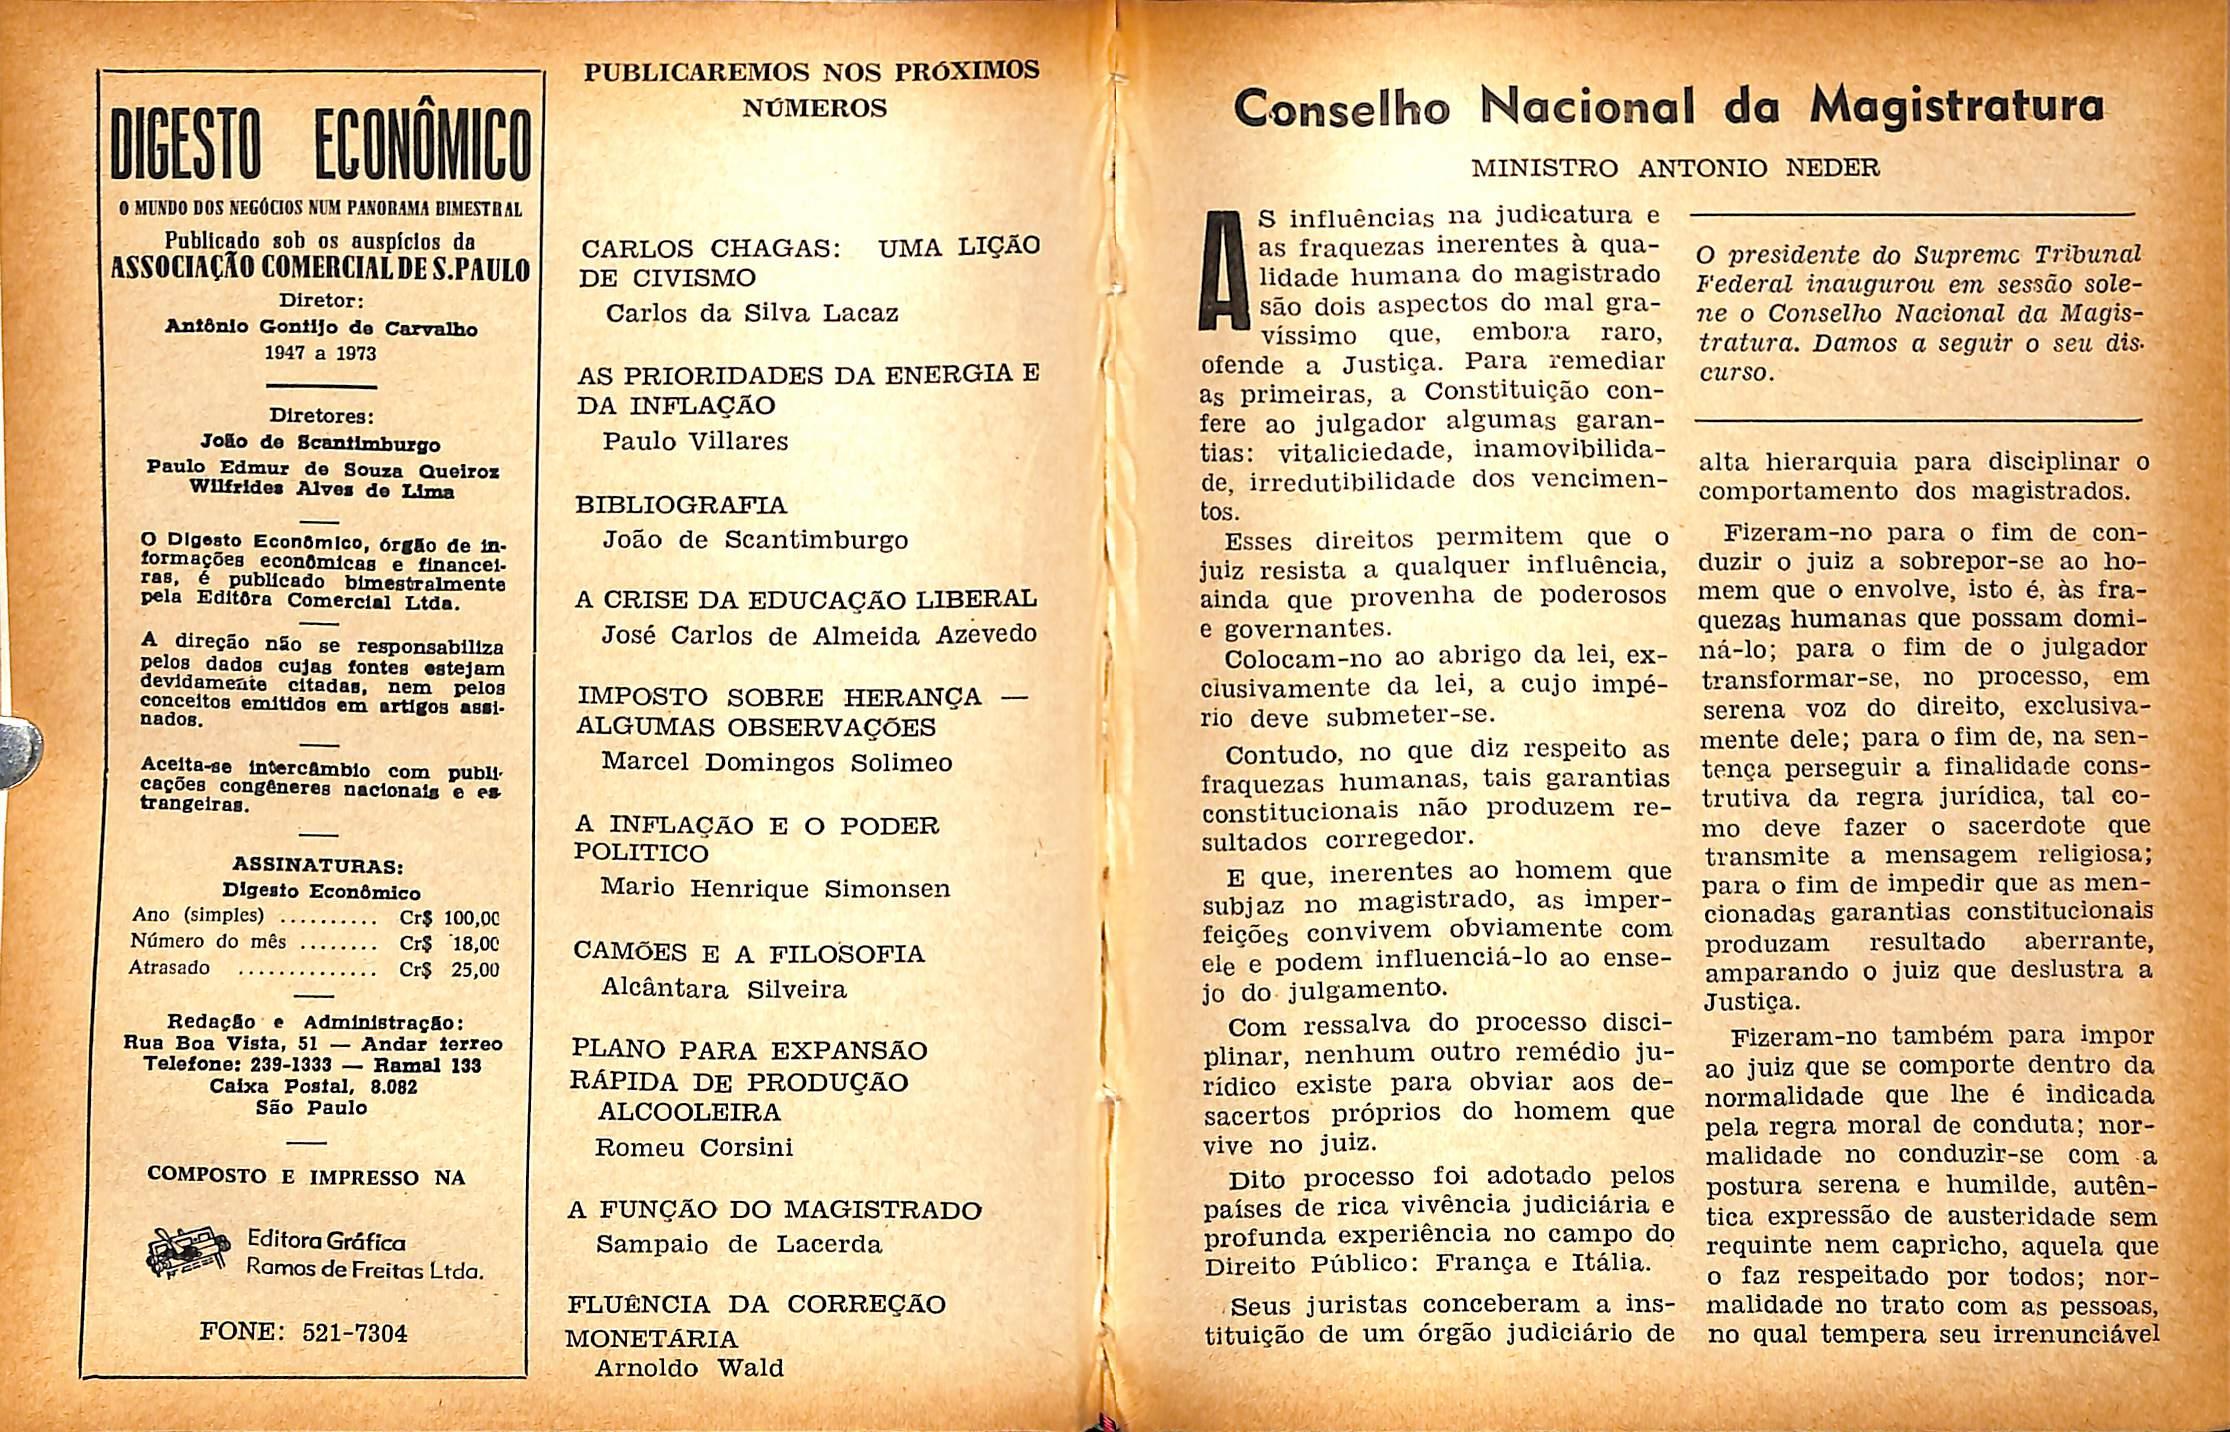 DIGESTO ECONÔMICO
O MUNDO DOS NEGÓCIOS NUM PANORAMA BIMESTRAL
Publicado sob os auspícios da
ASSOCIAÇÃO COMERCIAL DE S.PAULO
Diretor:
Antônio Gontijo de Carvalho
1947 a 1973
Diretores:
João de Scantimburgo
Paulo Edmur de Souza Queiroz
Wilfrides Alves de Lima
O Digesto Econômico, órgão de in-
formações econômicas e financei-
ras, é publicado bimestralmente
pela Editôra Comercial Ltda.
A direção não se responsabiliza
pelos dados cujas fontes estejam
devidamente citadas, nem pelos
conceitos emitidos em artigos assi-
nados.
Aceita-se intercâmbio com publi-
cações congêneres nacionais e es-
trangeiras.
ASSINATURAS:
Digesto Econômico
Ano (simples) .......... Cr$ 100,00
Número do mês ........ Cr$ 18,00
Atrasado .............. Cr$ 25,00
Redação e Administração:
Rua Boa Vista, 51 — Andar terreo
Telefone: 239-1333 — Ramal 133
Caixa Postal, 8.082
São Paulo
COMPOSTO E IMPRESSO NA
Editora Gráfica
Ramos de Freitas Ltda.
FONE: 521-7304
PUBLICAREMOS NOS PRÓXIMOS
NÚMEROS
CARLOS CHAGAS: UMA LIÇÃO
DE CIVISMO
Carlos da Silva Lacaz
AS PRIORIDADES DA ENERGIA E
DA INFLAÇÃO
Paulo Villares
BIBLIOGRAFIA
João de Scantimburgo
A CRISE DA EDUCAÇÃO LIBERAL
José Carlos de Almeida Azevedo
IMPOSTO SOBRE HERANÇA —
ALGUMAS OBSERVAÇÕES
Marcel Domingos Solimeo
A INFLAÇÃO E O PODER
POLITICO
Mario Henrique Simonsen
CAMÕES E A FILOSOFIA
Alcântara Silveira
PLANO PARA EXPANSÃO
RÁPIDA DE PRODUÇÃO
ALCOOLEIRA
Romeu Corsini
A FUNÇÃO DO MAGISTRADO
Sampaio de Lacerda
FLUÊNCIA DA CORREÇÃO
MONETÁRIA
Arnoldo Wald
Conselho Nacional da Magistratura
MINISTRO ANTONIO NEDER
AS influências na judicatura e
as fraquezas inerentes à qua-
lidade humana do magistrado
são dois aspectos do mal gra-
víssimo que, embora raro,
ofende a Justiça. Para remediar
as primeiras, a Constituição con-
fere ao julgador algumas garan-
tias: vitaliciedade, inamovibilida-
de, irredutibilidade dos vencimen-
tos.
Esses direitos permitem que o
juiz resista a qualquer influência,
ainda que provenha de poderosos
e governantes.
Colocam-no ao abrigo da lei, ex-
clusivamente da lei, a cujo impé-
rio deve submeter-se.
Contudo, no que diz respeito as
fraquezas humanas, tais garantias
constitucionais não produzem re-
sultados corregedor.
E que, inerentes ao homem que
subjaz no magistrado, as imper-
feições convivem obviamente com
ele e podem influenciá-lo ao ense-
jo do julgamento.
Com ressalva do processo disci-
plinar, nenhum outro remédio ju-
rídico existe para obviar aos de-
sacertos próprios do homem que
vive no juiz.
Dito processo foi adotado pelos
países de rica vivência judiciária e
profunda experiência no campo do
Direito Público: França e Itália.
Seus juristas conceberam a ins-
tituição de um órgão judiciário de
O presidente do Supremc Tribunal
Federal inaugurou em sessão sole-
ne o Conselho Nacional da Magis-
tratura. Damos a seguir o seu dis-
curso.
alta hierarquia para disciplinar o
comportamento dos magistrados.
Fizeram-no para o fim de con-
duzir o juiz a sobrepor-se ao ho-
mem que o envolve, isto é, às fra-
quezas humanas que possam domi-
ná-lo; para o fim de o julgador
transformar-se, no processo, em
serena voz do direito, exclusiva-
mente dele; para o fim de, na sen-
tença perseguir a finalidade cons-
trutiva da regra jurídica, tal co-
mo deve fazer o sacerdote que
transmite a mensagem religiosa;
para o fim de impedir que as men-
cionadas garantias constitucionais
produzam resultado aberrante,
amparando o juiz que deslustra a
Justiça.
Fizeram-no também para impor
ao juiz que se comporte dentro da
normalidade que lhe é indicada
pela regra moral de conduta; nor-
malidade no conduzir-se com a
postura serena e humilde, autên-
tica expressão de austeridade sem
requinte nem capricho, aquela que
o faz respeitado por todos; nor-
malidade no trato com as pessoas,
no qual tempera seu irrenunciável